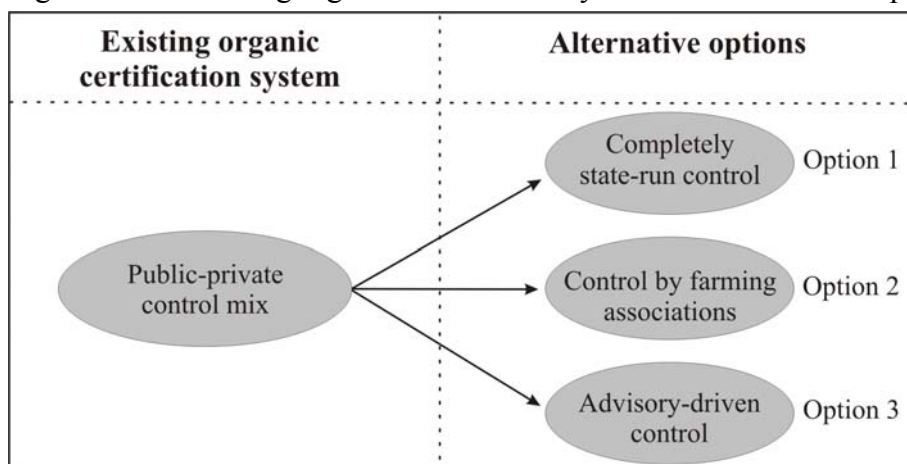 Existing organic
certification system
Alternative options
Public-private
control mix
Completely
state-run control
Option 1
Control by farming
associations
Option 2
Advisory-driven
control
Option 3